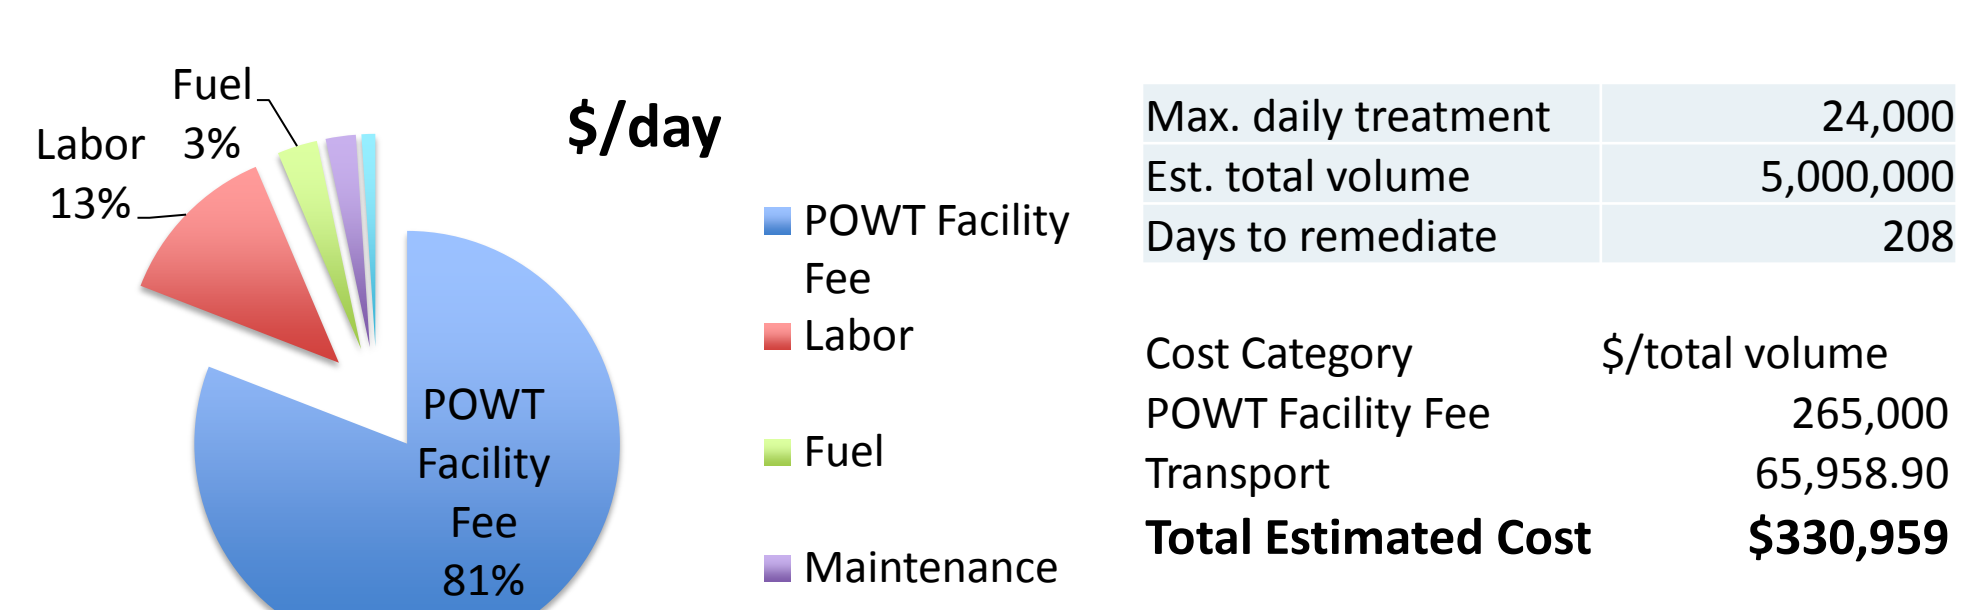 Fuel
3%
Labor
13%
$/day
POWT
Facility
Fee
81%
POWT Facility
Fee
Labor
Fuel
Maintenance
Max. daily treatment 24,000
Est. total volume 5,000,000
Days to remediate 208
Cost Category $/total volume
POWT Facility Fee 265,000
Transport 65,958.90
Total Estimated Cost $330,959